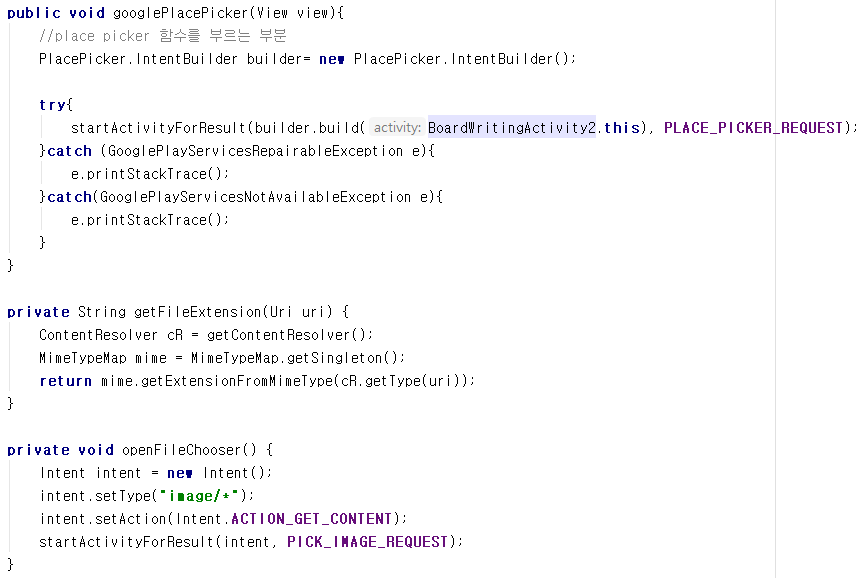 public void googlePlacePicker(View view){
//place picker 함수를 부르는 부분
PlacePicker.IntentBuilder builder= new PlacePicker.IntentBuilder();
try{
startActivityForResult(builder.build( activity: BoardWritingActivity2.this), PLACE_PICKER_REQUEST);
}catch (GooglePlayServicesRepairableException e){
e.printStackTrace();
}catch(GooglePlayServicesNotAvailableException e){
e.printStackTrace();
}
}
private String getFileExtension(Uri uri) {
ContentResolver cR = getContentResolver();
MimeTypeMap mime = MimeTypeMap.getSingleton();
return mime.getExtensionFromMimeType(cR.getType(uri));
}
private void openFileChooser() {
Intent intent = new Intent();
intent.setType("image/*");
intent.setAction(Intent.ACTION_GET_CONTENT);
startActivityForResult(intent, PICK_IMAGE_REQUEST);
}